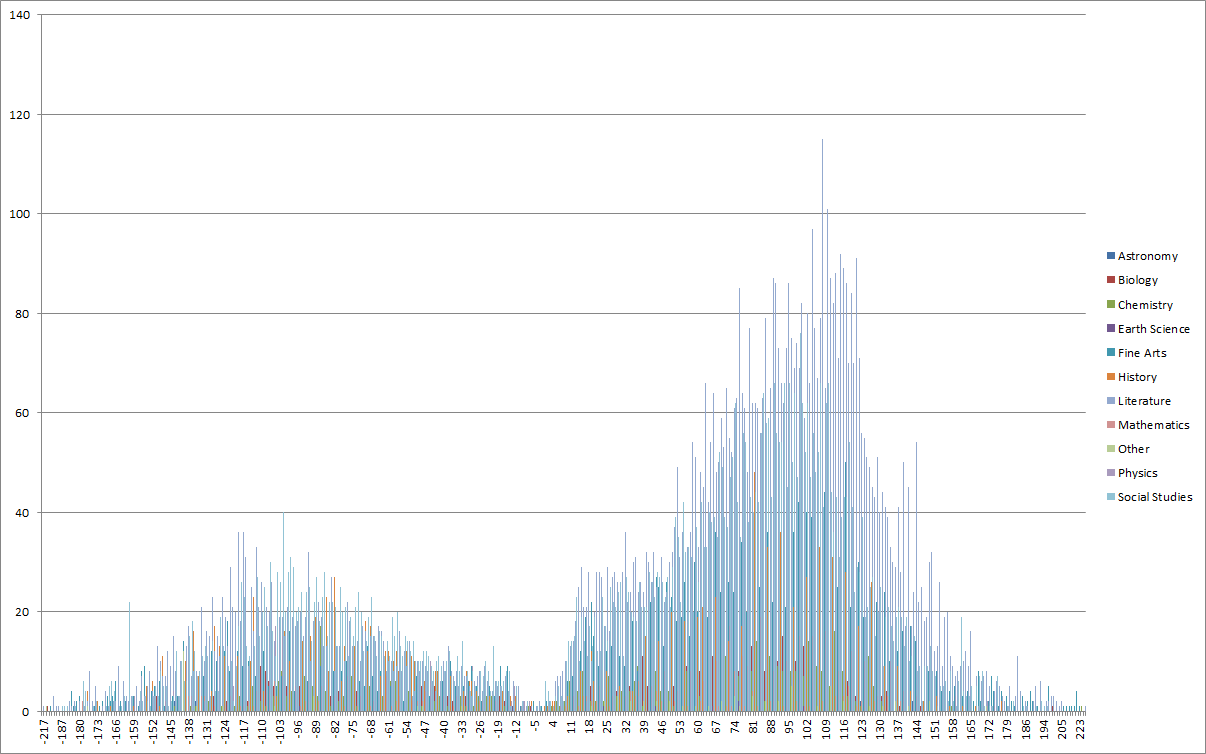 140
120
100
80
60
40
20
0
-217 -187 -180 -173 -166 -159 -152 -145 -138 -131 -124 -117 -110 -103 -96 -89 -82 -75 -68 -61 -54 -47 -40 -33 -26 -19 -12 -5 4 11 18 25 32 39 46 53 60 67 74 81 88 95 102 109 116 123 130 137 144 151 158 165 172 179 186 194 205 223
Astronomy
Biology
Chemistry
Earth Science
Fine Arts
History
Literature
Mathematics
Other
Physics
Social Studies